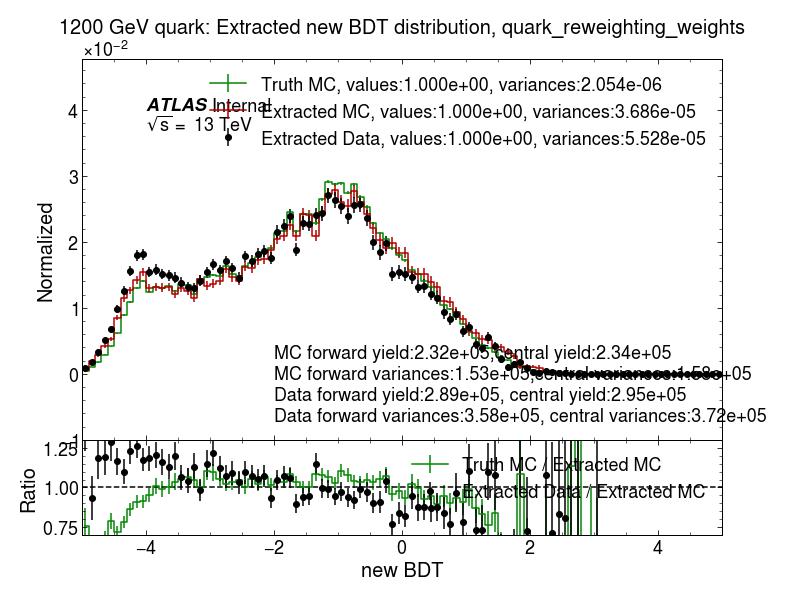 1200 GeV quark: Extracted new BDT distribution, quark_reweighting_weights
×10⁻²
Truth MC, values:1.000e+00, variances:2.054e-06
ATLAS Internal
Extracted MC, values:1.000e+00, variances:3.686e-05
√s = 13 TeV
Extracted Data, values:1.000e+00, variances:5.528e-05
4
3
2
1
0
Normalized
MC forward yield:2.32e+05, central yield:2.34e+05
MC forward variances:1.53e+05,central variances:1.58e+05
Data forward yield:2.89e+05, central yield:2.95e+05
Data forward variances:3.58e+05, central variances:3.72e+05
1.25
1.00
0.75
Ratio
Truth MC / Extracted MC
Extracted Data / Extracted MC
−4 −2 0 2 4
new BDT